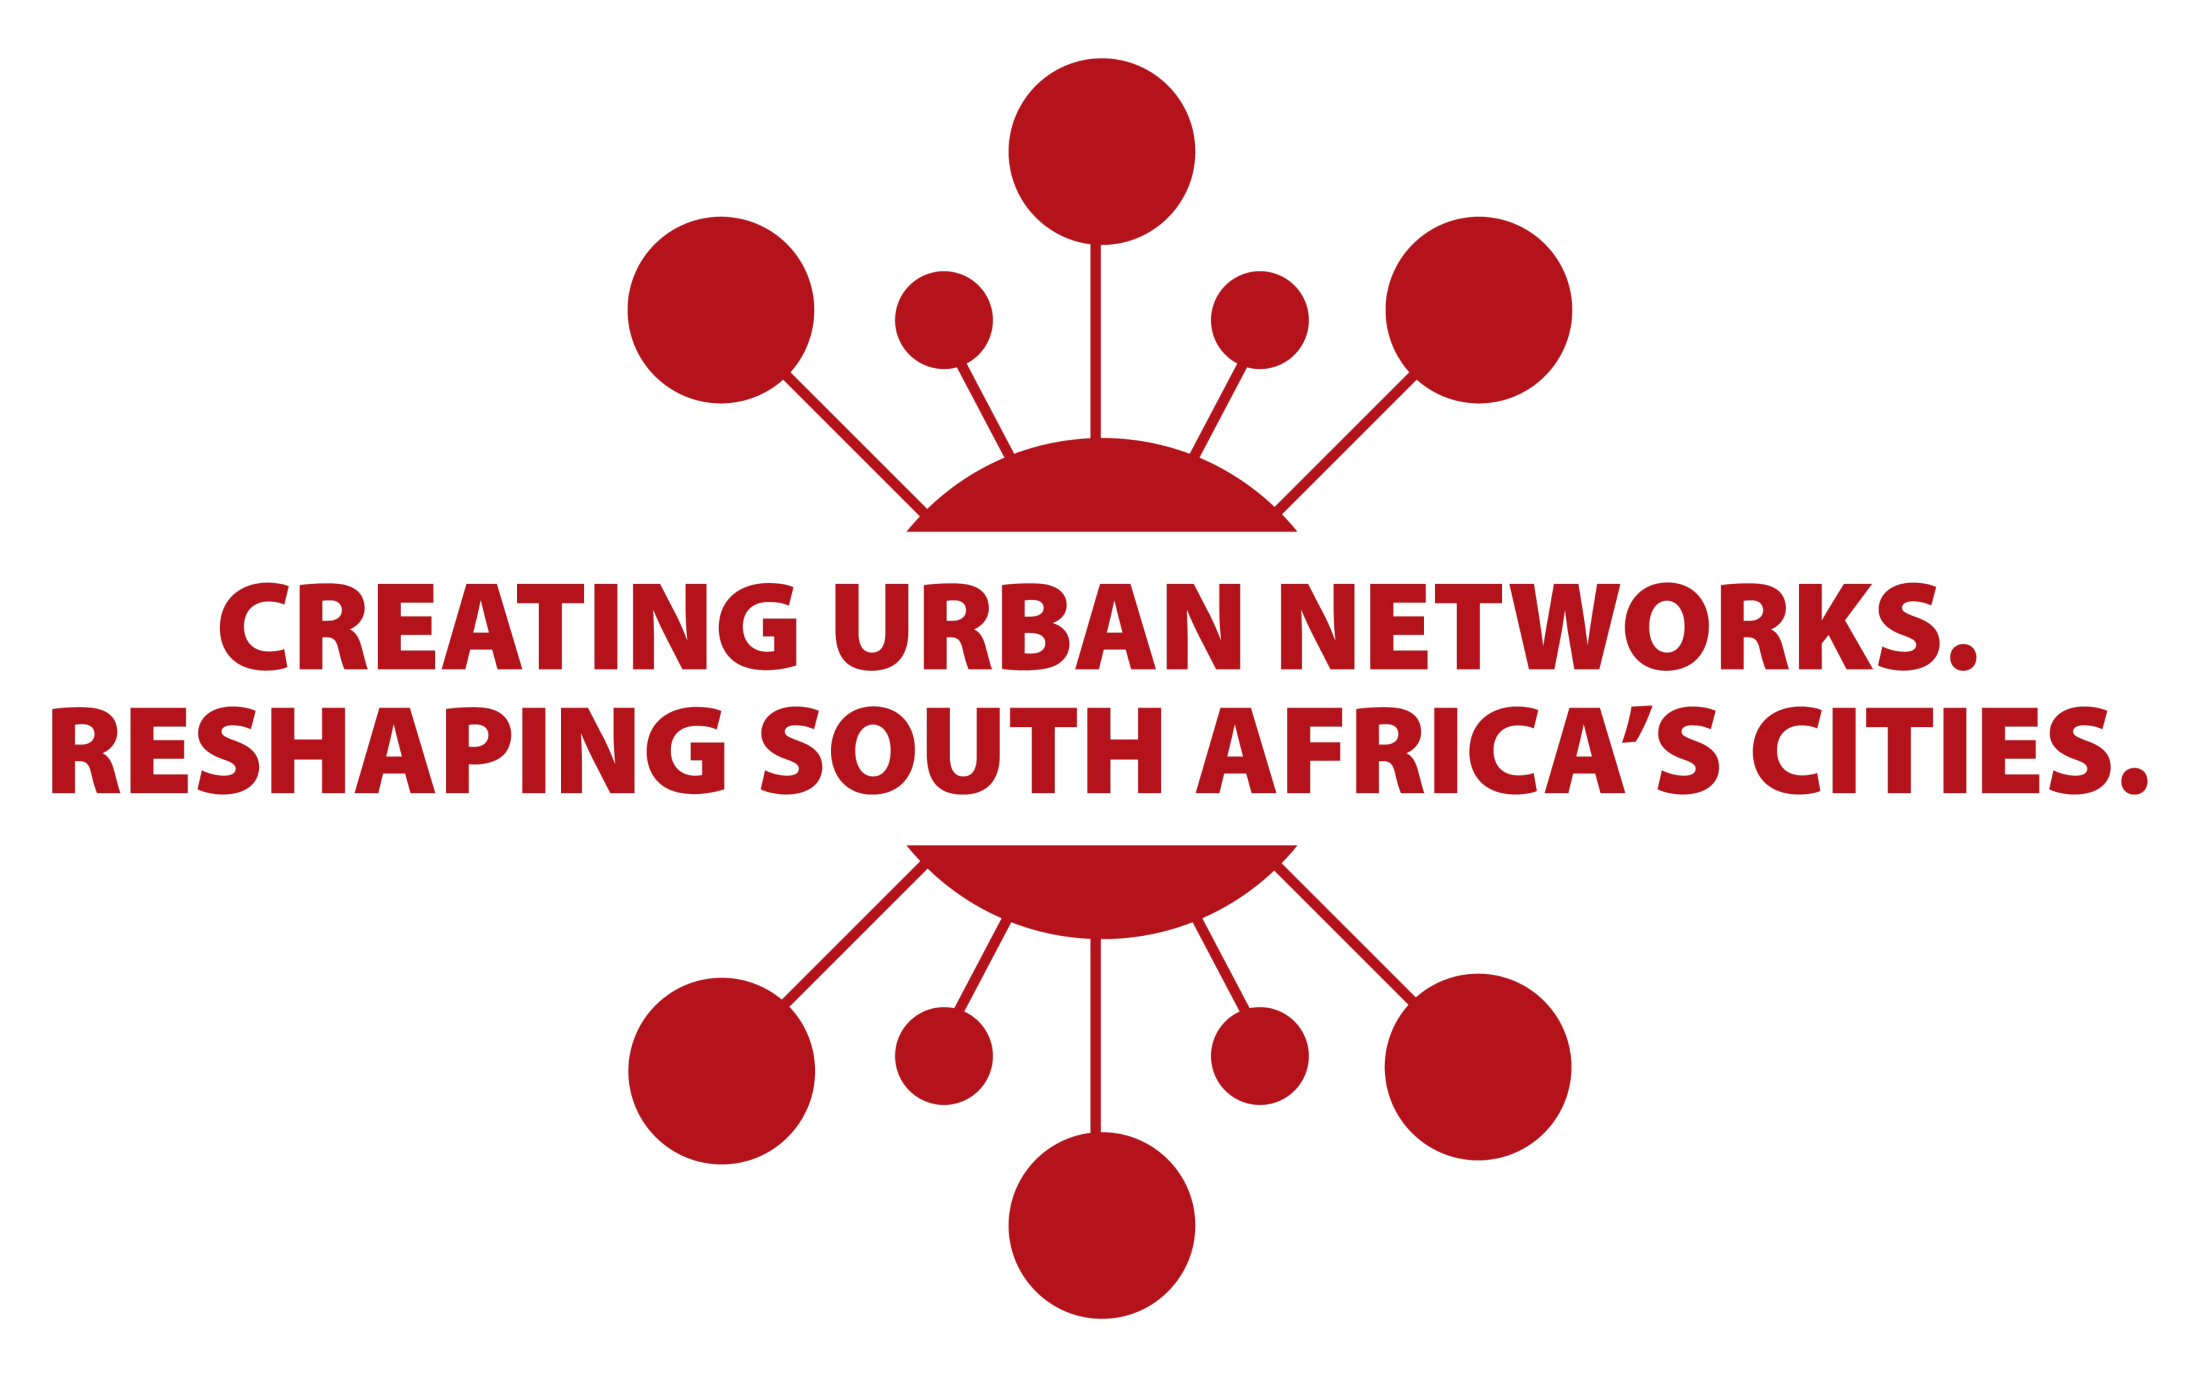 CREATING URBAN NETWORKS.
RESHAPING SOUTH AFRICA’S CITIES.